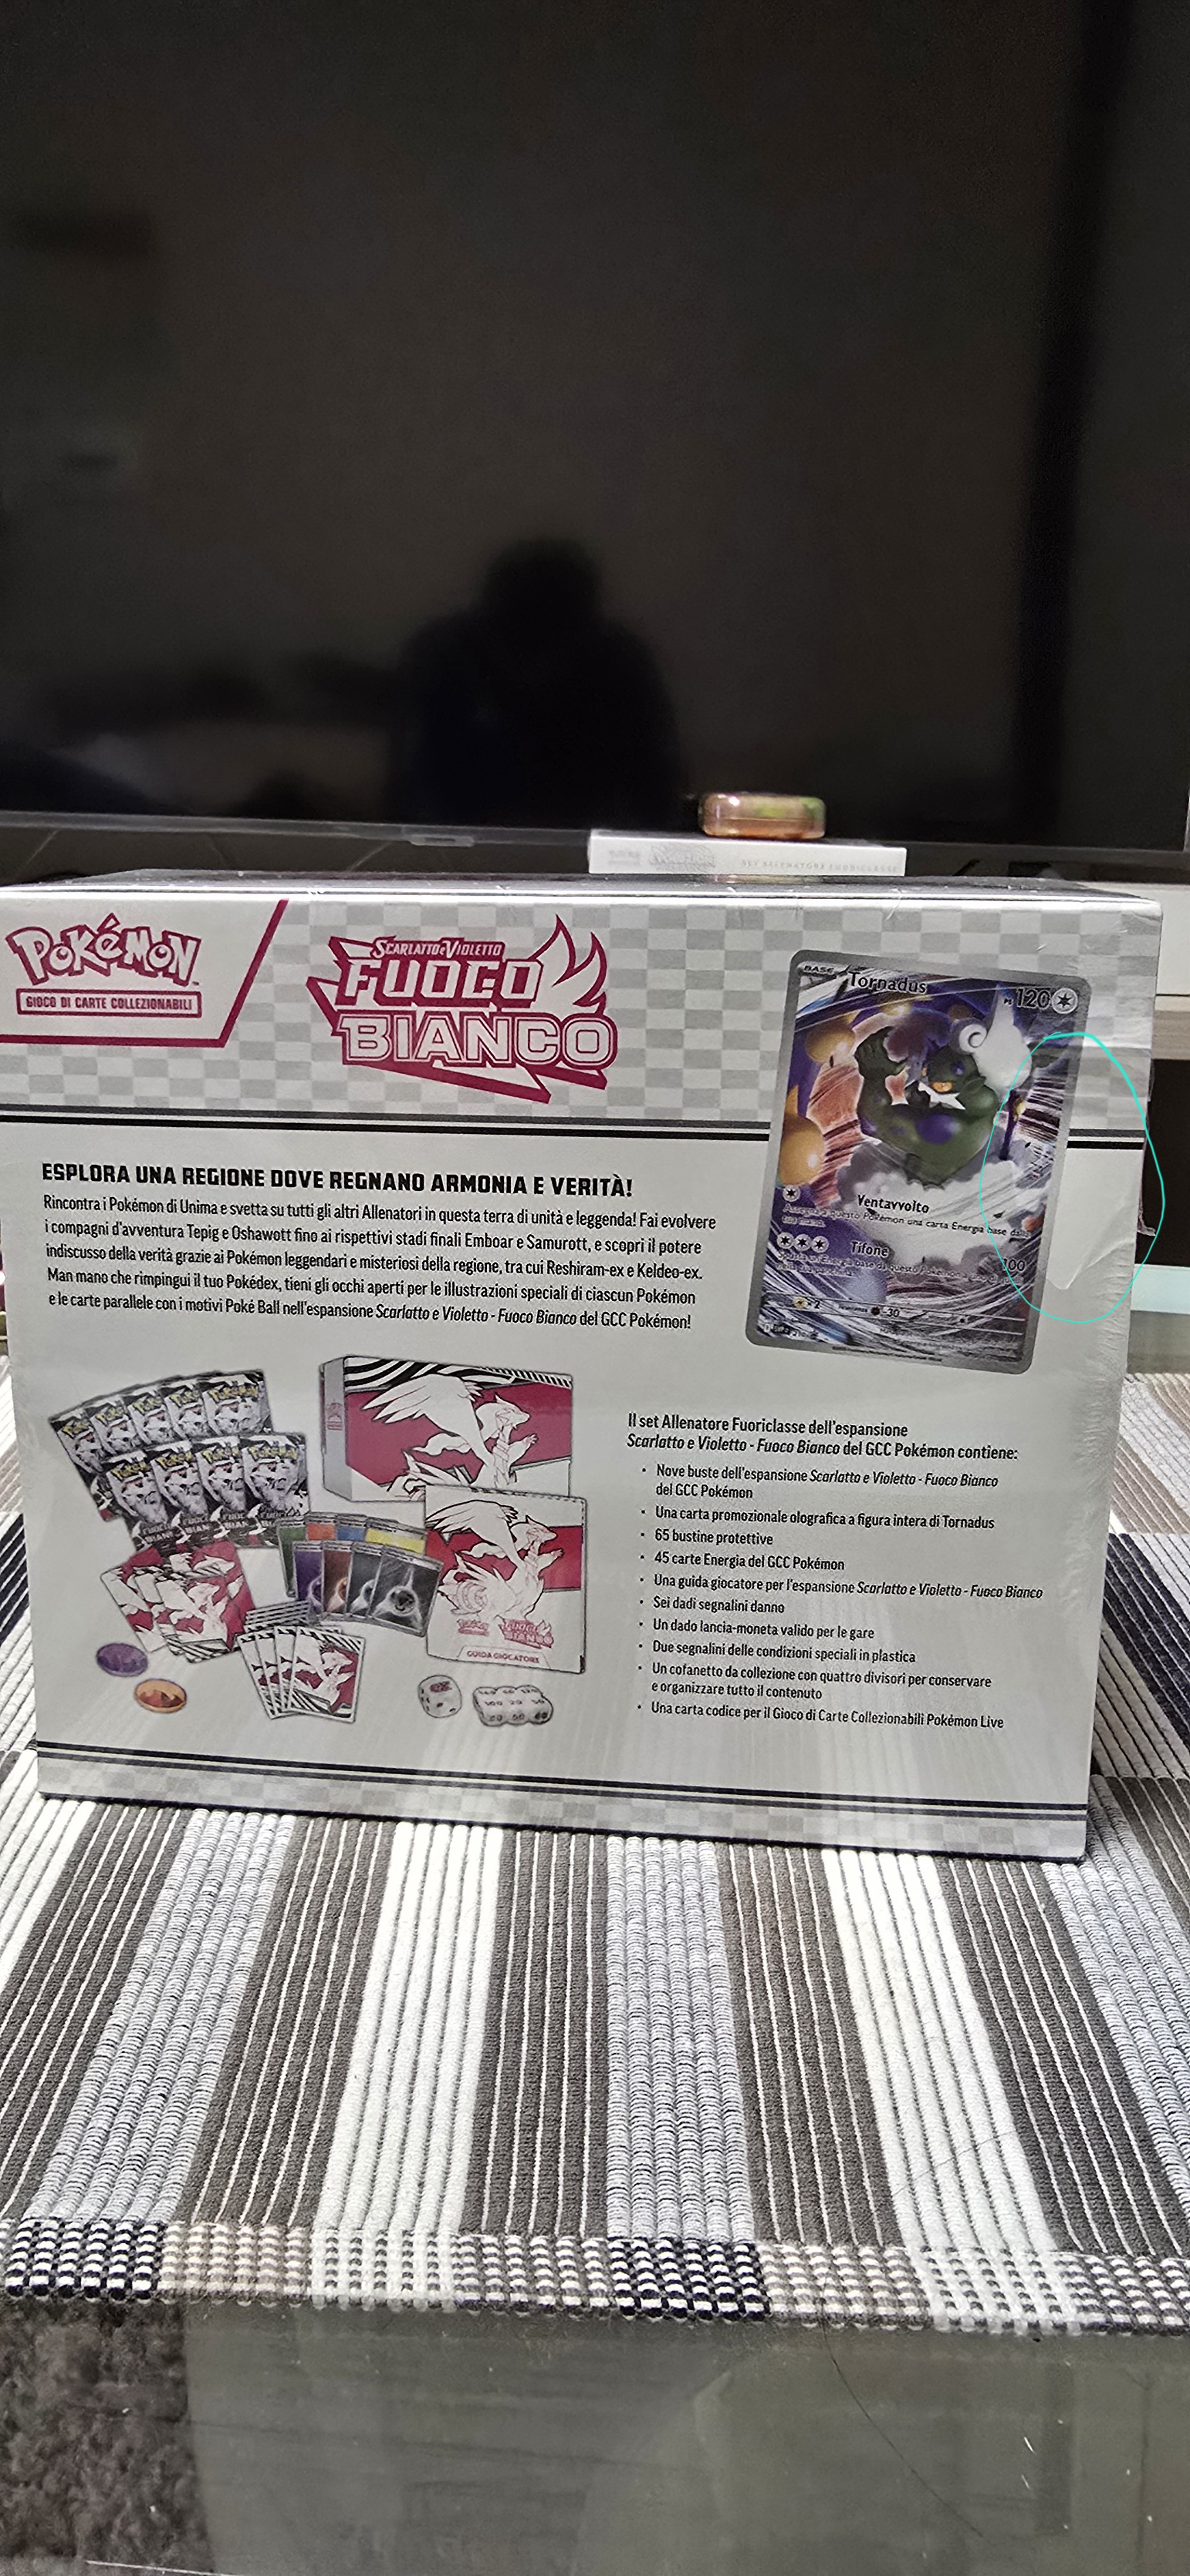 SET ALLENATORE FUORICLASSE
POKÉMON
GIOCO DI CARTE COLLEZIONABILI
SCARLATTO e VIOLETTO
FUOCO
BIANCO
BASE
Tornadus
PS 120
Ventavvolto
Tifone
100
×2
-30
ESPLORA UNA REGIONE DOVE REGNANO ARMONIA E VERITÀ!
Rincontra i Pokémon di Unima e svetta su tutti gli altri Allenatori in questa terra di unità e leggenda! Fai evolvere
i compagni d'avventura Tepig e Oshawott fino ai rispettivi stadi finali Emboar e Samurott, e scopri il potere
indiscusso della verità grazie ai Pokémon leggendari e misteriosi della regione, tra cui Reshiram-ex e Keldeo-ex.
Man mano che rimpingui il tuo Pokédex, tieni gli occhi aperti per le illustrazioni speciali di ciascun Pokémon
e le carte parallele con i motivi Poké Ball nell'espansione Scarlatto e Violetto - Fuoco Bianco del GCC Pokémon!
GUIDA GIOCATORE
Il set Allenatore Fuoriclasse dell'espansione
Scarlatto e Violetto - Fuoco Bianco del GCC Pokémon contiene:
• Nove buste dell'espansione Scarlatto e Violetto - Fuoco Bianco
del GCC Pokémon
• Una carta promozionale olografica a figura intera di Tornadus
• 65 bustine protettive
• 45 carte Energia del GCC Pokémon
• Una guida giocatore per l'espansione Scarlatto e Violetto - Fuoco Bianco
• Sei dadi segnalini danno
• Un dado lancia-moneta valido per le gare
• Due segnalini delle condizioni speciali in plastica
• Un cofanetto da collezione con quattro divisori per conservare
e organizzare tutto il contenuto
• Una carta codice per il Gioco di Carte Collezionabili Pokémon Live